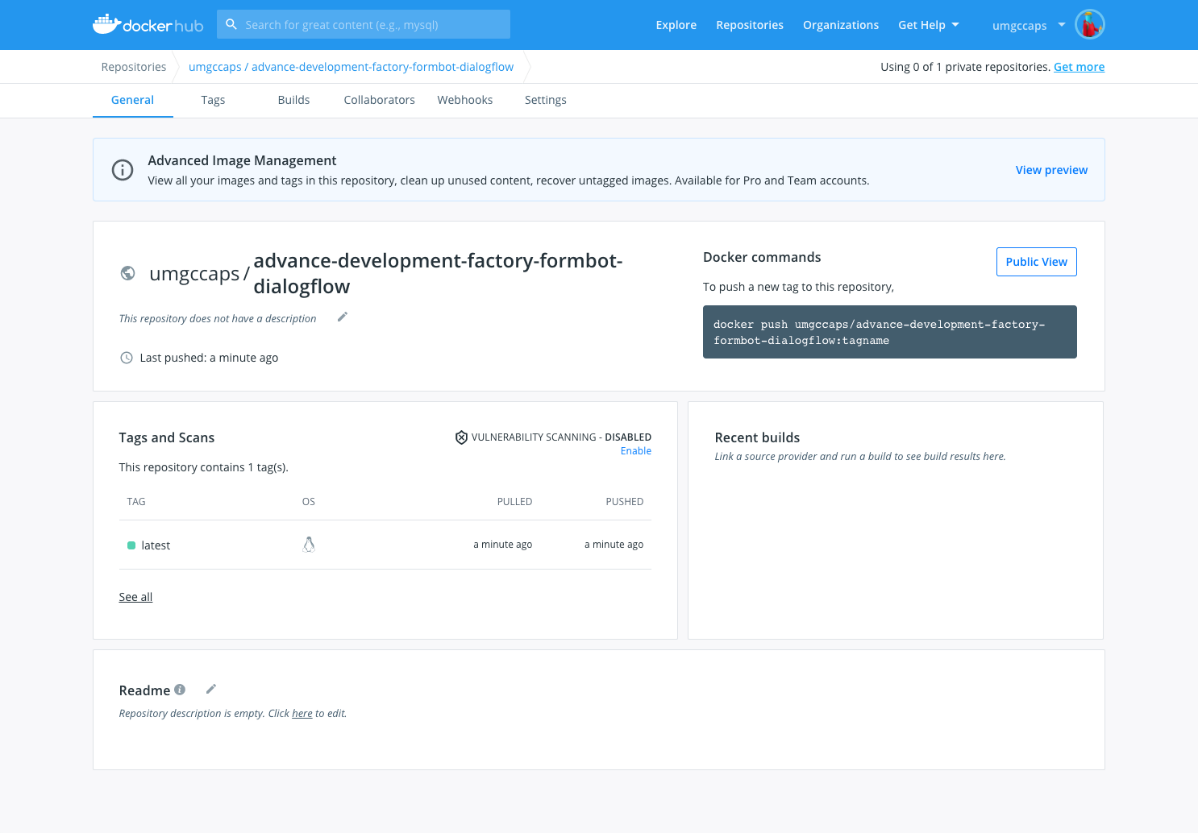 dockerhub
Search for great content (e.g., mysql)
Explore Repositories Organizations Get Help umgccaps
Repositories umgccaps / advance-development-factory-formbot-dialogflow Using 0 of 1 private repositories. Get more
General Tags Builds Collaborators Webhooks Settings
Advanced Image Management
View all your images and tags in this repository, clean up unused content, recover untagged images. Available for Pro and Team accounts.
View preview
umgccaps / advance-development-factory-formbot-
dialogflow
This repository does not have a description
Last pushed: a minute ago
Docker commands
Public View
To push a new tag to this repository,
docker push umgccaps/advance-development-factory-
formbot-dialogflow:tagname
Tags and Scans
VULNERABILITY SCANNING - DISABLED
Enable
This repository contains 1 tag(s).
TAG OS PULLED PUSHED
latest a minute ago a minute ago
See all
Recent builds
Link a source provider and run a build to see build results here.
Readme
Repository description is empty. Click here to edit.